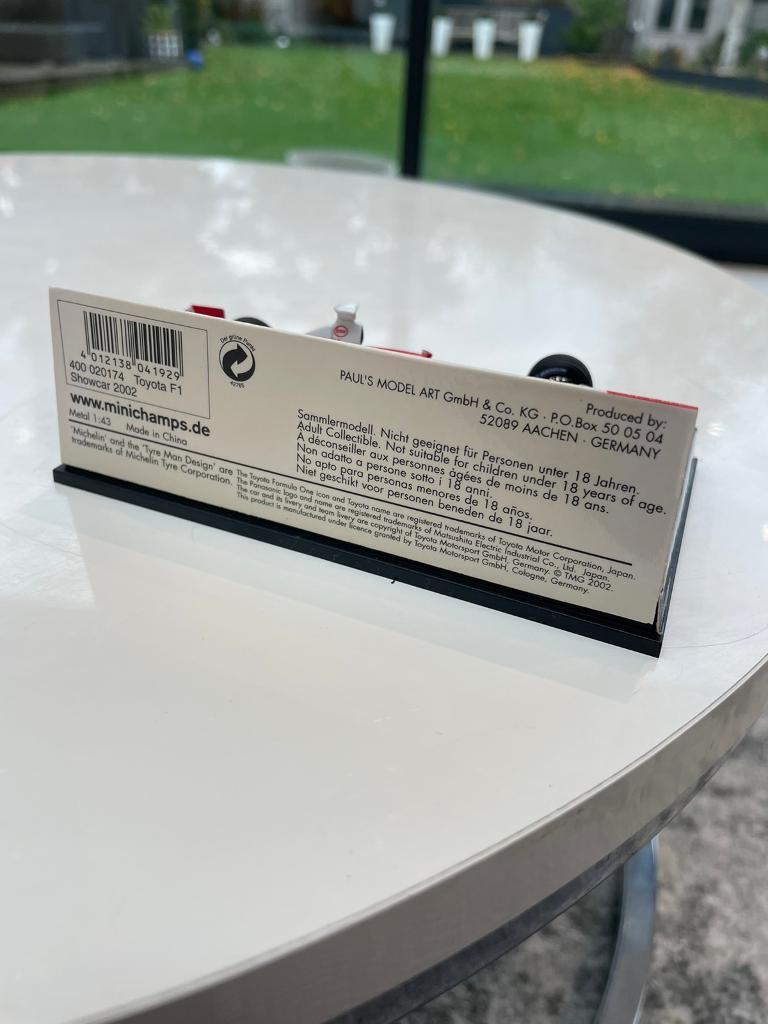 4 012138 041929
400 020174 Toyota F1
Showcar 2002
Der grüne Punkt
42785
www.minichamps.de
Metal 1:43 Made in China
'Michelin' and the 'Tyre Man Design' are
trademarks of Michelin Tyre Corporation.
Produced by:
PAUL'S MODEL ART GmbH & Co. KG · P.O.Box 50 05 04
52089 AACHEN · GERMANY
Sammlermodell. Nicht geeignet für Personen unter 18 Jahren.
Adult Collectible. Not suitable for children under 18 years of age.
A déconseiller aux personnes âgées de moins de 18 ans.
Non adatto a persone sotto i 18 anni.
No apto para personas menores de 18 años.
Niet geschikt voor personen beneden de 18 jaar.
The Toyota Formula One icon and Toyota name are registered trademarks of Toyota Motor Corporation, Japan.
The Panasonic logo and name are registered trademarks of Matsushita Electric Industrial Co., Ltd. Japan.
The car and its livery and team livery are copyright of Toyota Motorsport GmbH, Germany. © TMG 2002.
This product is manufactured under licence granted by Toyota Motorsport GmbH, Cologne, Germany.